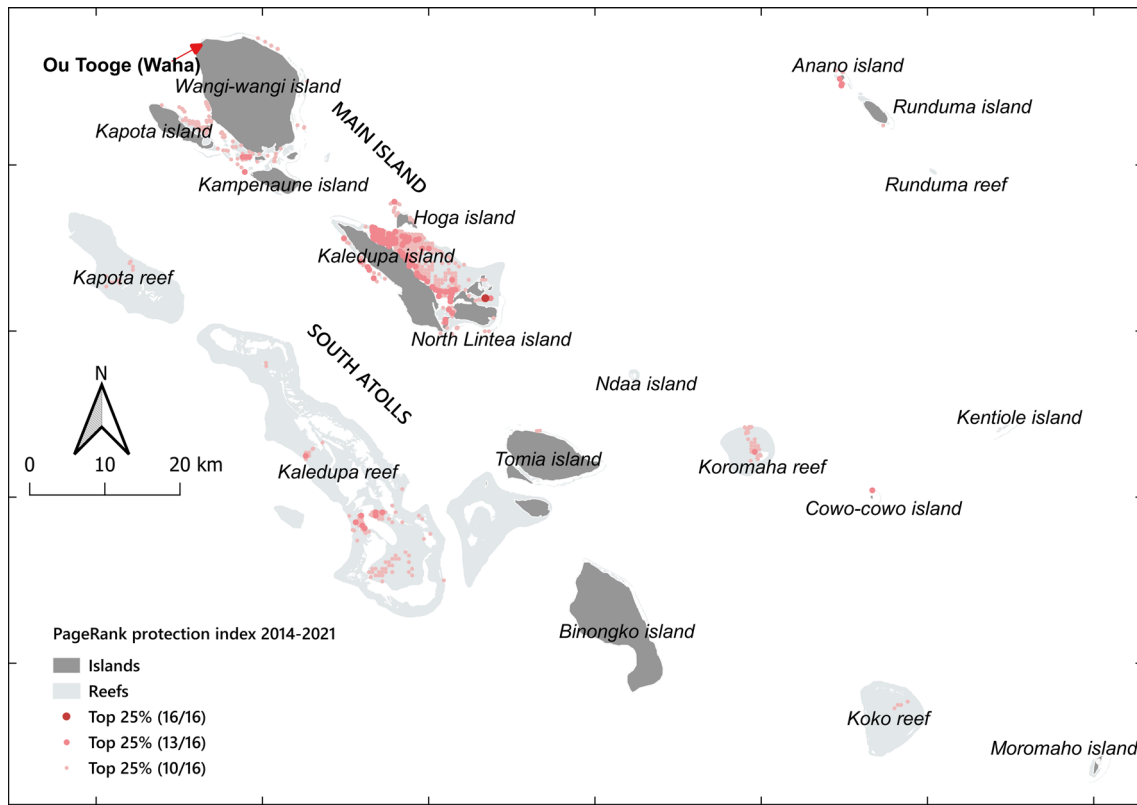 Ou Tooge (Waha)
Wangi-wangi island
Kapota island
Kampenaune island
MAIN ISLAND
Anano island
Runduma island
Runduma reef
Hoga island
Kaledupa island
Kapota reef
North Lintea island
SOUTH ATOLLS
Ndaa island
N
Kentiole island
0 10 20 km
Kaledupa reef
Tomia island
Koromaha reef
Cowo-cowo island
Binongko island
PageRank protection index 2014-2021
Islands
Reefs
Top 25% (16/16)
Top 25% (13/16)
Top 25% (10/16)
Koko reef
Moromaho island